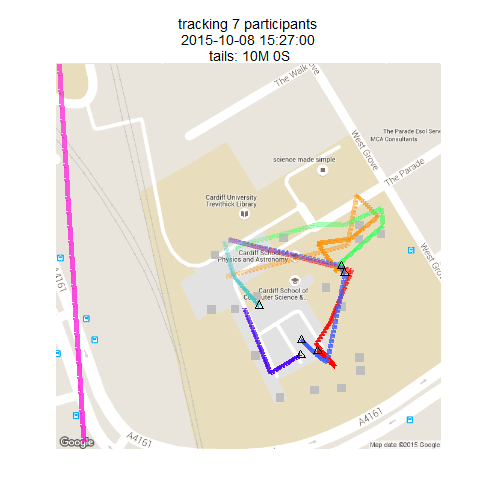 tracking 7 participants
2015-10-08 15:27:00
tails: 10M 0S
The Walk
West Grove
The Parade Esol Serv
MCA Consultants
science made simple
The Parade
Cardiff University
Trevithick Library
West Grove
Cardiff School
Physics and Astronomy
Cardiff School of
Computer Science &...
A4161
A4161
A4161
Google
Map data ©2015 Google